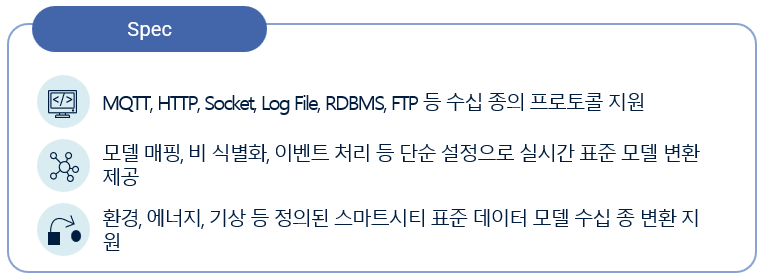 Spec
MQTT, HTTP, Socket, Log File, RDBMS, FTP 등 수십 종의 프로토콜 지원
모델 매핑, 비 식별화, 이벤트 처리 등 단순 설정으로 실시간 표준 모델 변환
제공
환경, 에너지, 기상 등 정의된 스마트시티 표준 데이터 모델 수십 종 변환 지
원